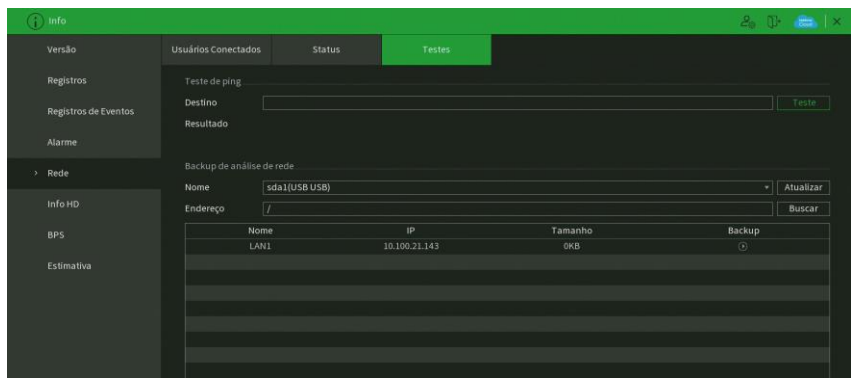 Info
Versão
Registros
Registros de Eventos
Alarme
Rede
Info HD
BPS
Estimativa
Usuários Conectados Status Testes
Teste de ping
Destino Teste
Resultado
Backup de análise de rede
Nome sda1(USB USB) Atualizar
Endereço / Buscar
Nome IP Tamanho Backup
LAN1 10.100.21.143 0KB